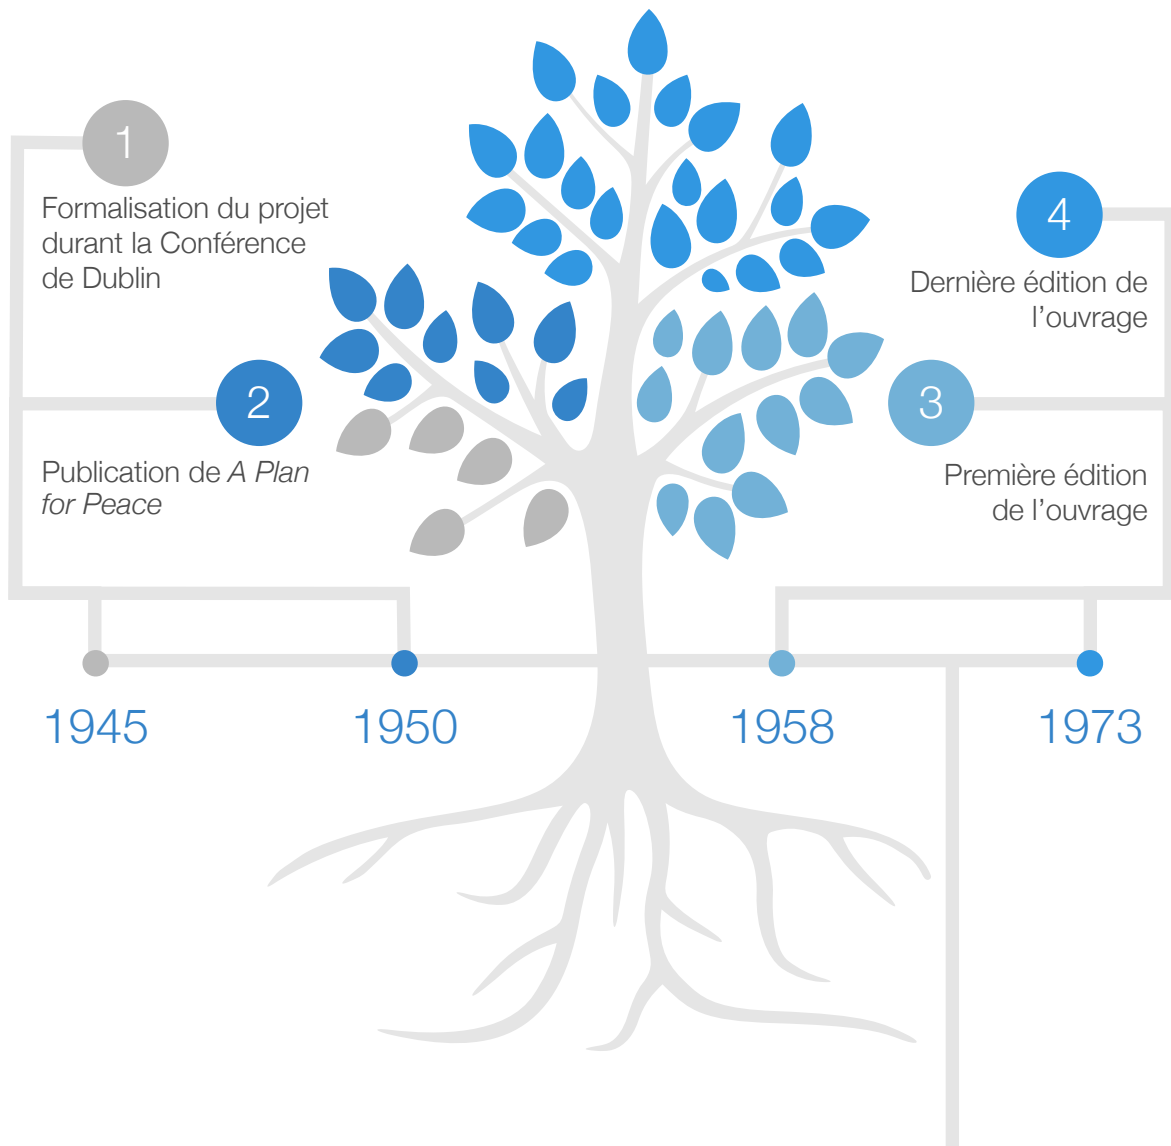 1
Formalisation du projet
durant la Conférence
de Dublin
2
Publication de A Plan
for Peace
4
Dernière édition de
l’ouvrage
3
Première édition
de l’ouvrage
1945
1950
1958
1973